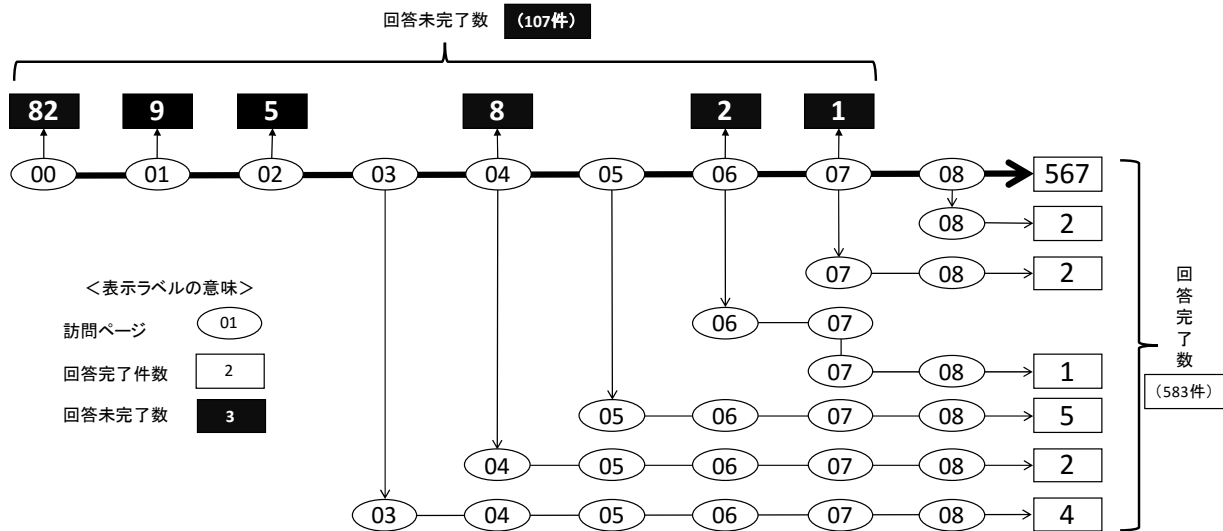 回答未完了数 （107件）
82 9 5 8 2 1
00 01 02 03 04 05 06 07 08 567
08 2
07 08 2
＜表示ラベルの意味＞
訪問ページ 01
回答完了件数 2
回答未完了数 3
06 07
07 08 1
05 06 07 08 5
04 05 06 07 08 2
03 04 05 06 07 08 4
回答完了数
（583件）